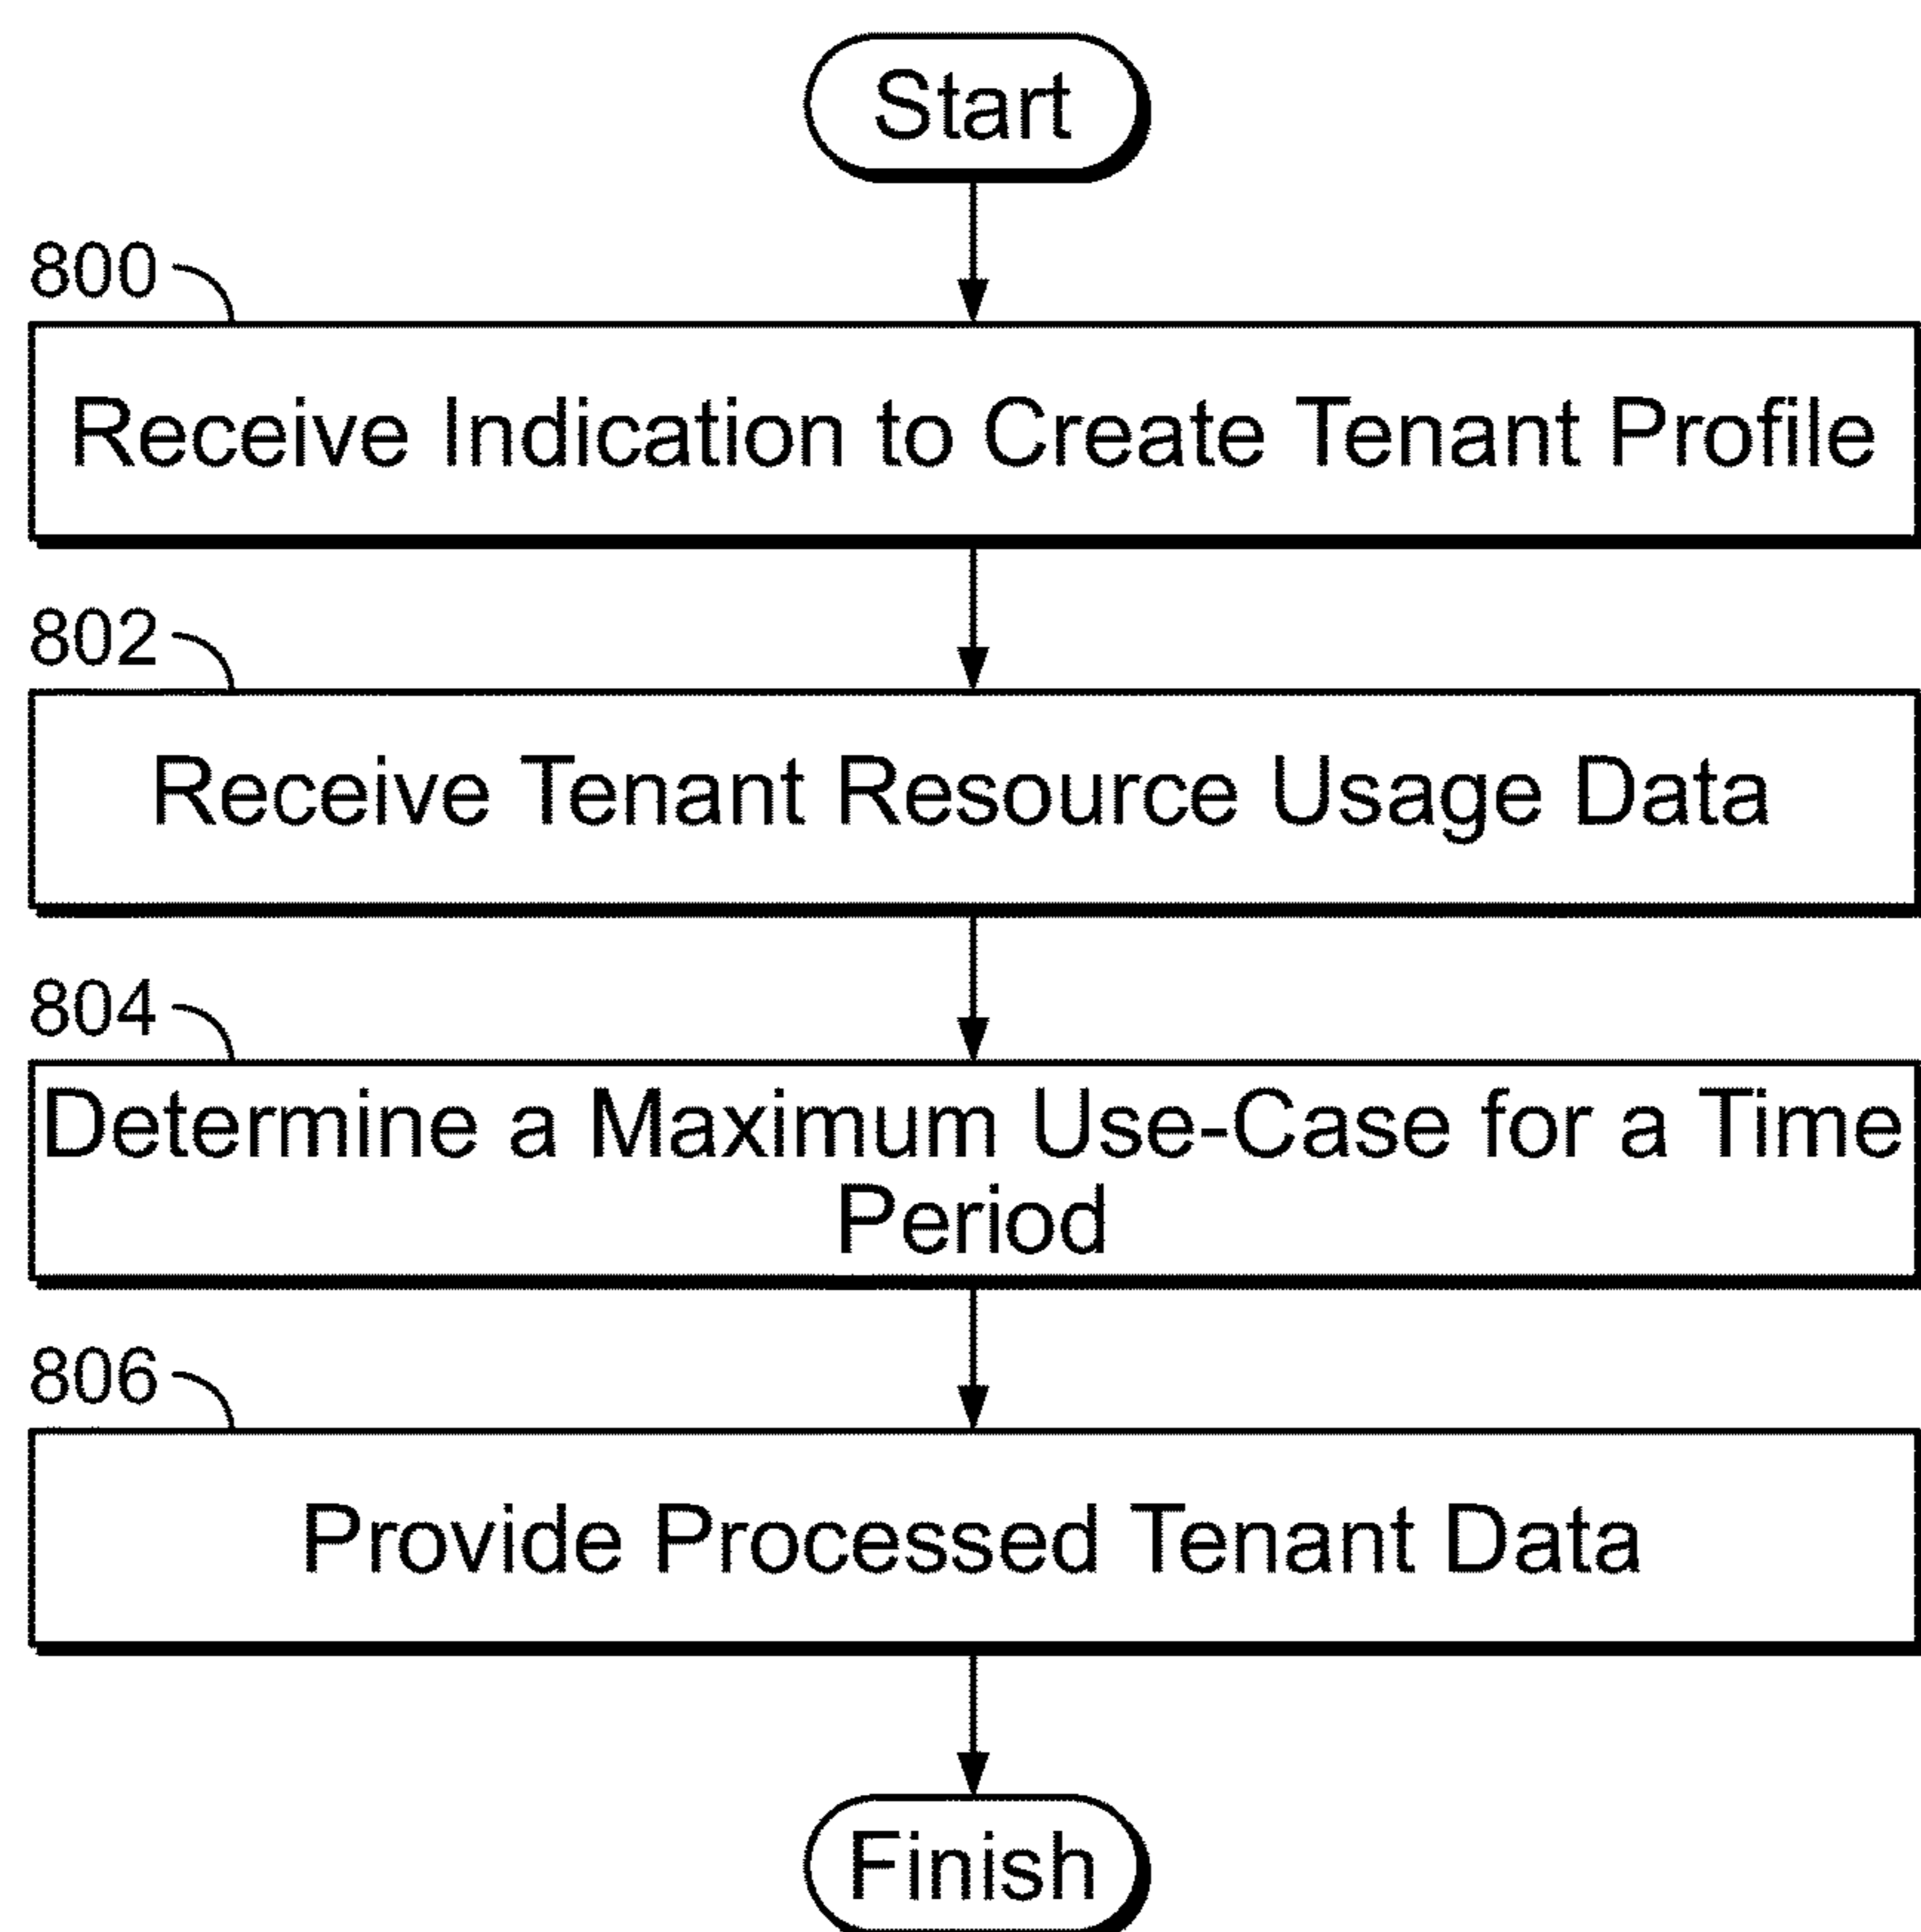 Start
800
Receive Indication to Create Tenant Profile
802
Receive Tenant Resource Usage Data
804
Determine a Maximum Use-Case for a Time
Period
806
Provide Processed Tenant Data
Finish